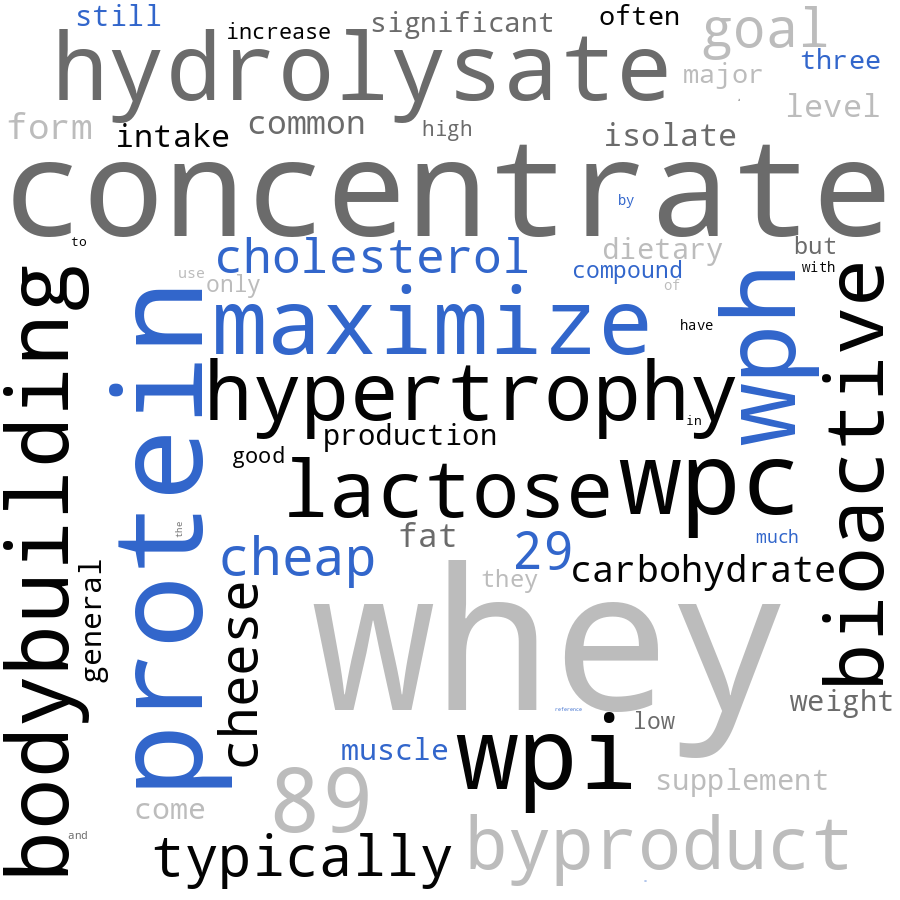 still
increase
significant
often
goal
hydrolysate
three
major
level
form
intake
common
high
isolate
concentrate
by
to
cholesterol
dietary
but
with
compound
use
only
of
bodybuilding
protein
maximize
have
wph
bioactive
hypertrophy
in
production
good
lactose
wpc
the
fat
29
much
cheap
carbohydrate
they
general
cheese
whey
reference
weight
low
wpi
muscle
89
supplement
come
byproduct
and
typically